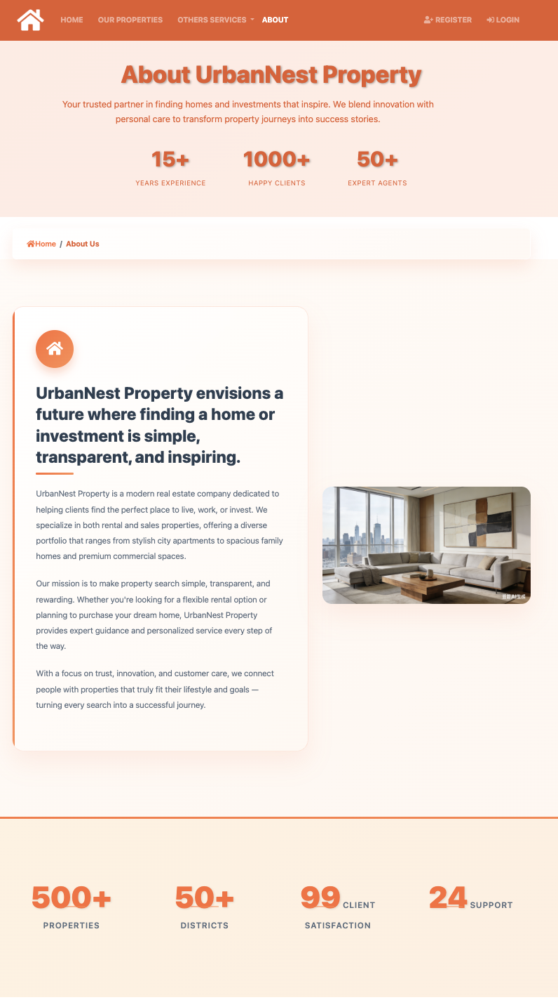 HOME OUR PROPERTIES OTHERS SERVICES ABOUT REGISTER LOGIN
About UrbanNest Property
Your trusted partner in finding homes and investments that inspire. We blend innovation with
personal care to transform property journeys into success stories.
15+ 1000+ 50+
YEARS EXPERIENCE HAPPY CLIENTS EXPERT AGENTS
Home / About Us
UrbanNest Property envisions a
future where finding a home or
investment is simple,
transparent, and inspiring.
UrbanNest Property is a modern real estate company dedicated to
helping clients find the perfect place to live, work, or invest. We
specialize in both rental and sales properties, offering a diverse
portfolio that ranges from stylish city apartments to spacious family
homes and premium commercial spaces.
Our mission is to make property search simple, transparent, and
rewarding. Whether you're looking for a flexible rental option or
planning to purchase your dream home, UrbanNest Property
provides expert guidance and personalized service every step of
the way.
With a focus on trust, innovation, and customer care, we connect
people with properties that truly fit their lifestyle and goals —
turning every search into a successful journey.
豆包AI生成
500+ 50+ 99 CLIENT 24 SUPPORT
PROPERTIES DISTRICTS SATISFACTION